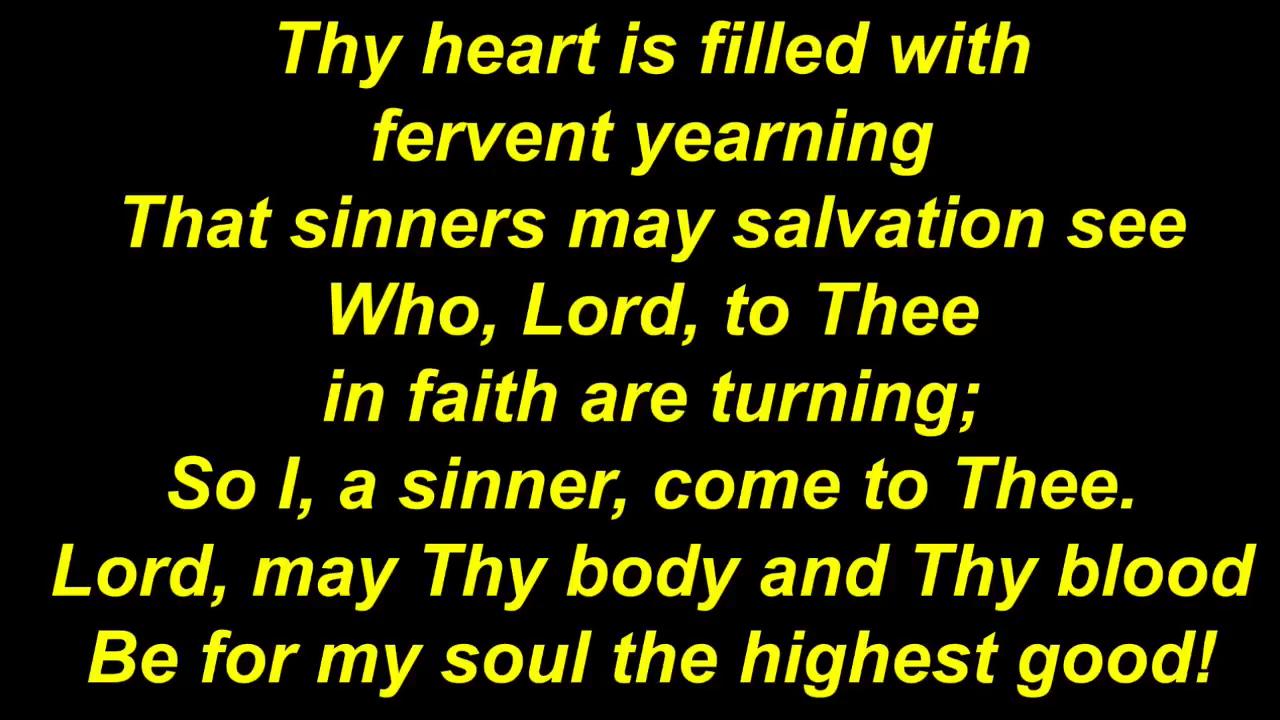 Thy heart is filled with
fervent yearning
That sinners may salvation see
Who, Lord, to Thee
in faith are turning;
So I, a sinner, come to Thee.
Lord, may Thy body and Thy blood
Be for my soul the highest good!